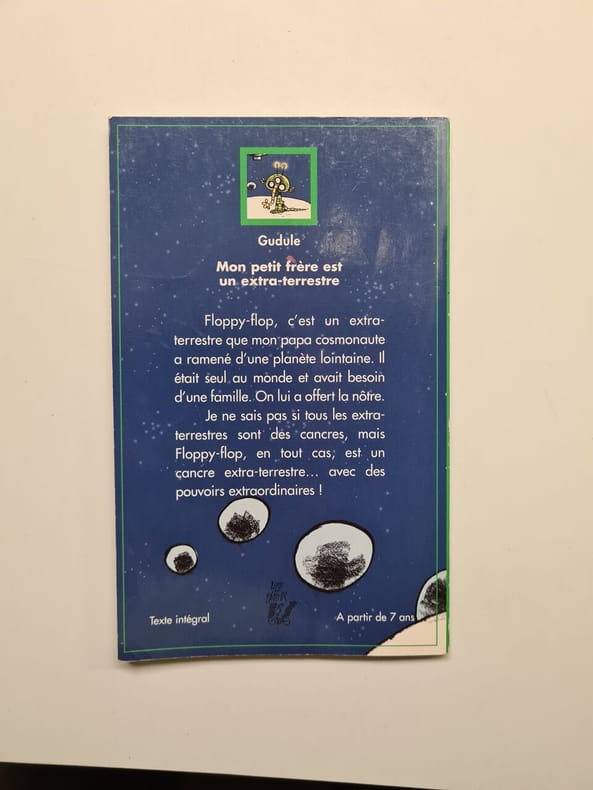 Gudule
Mon petit frère est
un extra-terrestre
Floppy-flop, c'est un extra-
terrestre que mon papa cosmonaute
a ramené d'une planète lointaine. Il
était seul au monde et avait besoin
d'une famille. On lui a offert la nôtre.
Je ne sais pas si tous les extra-
terrestres sont des cancres, mais
Floppy-flop, en tout cas, est un
cancre extra-terrestre... avec des
pouvoirs extraordinaires !
Texte intégral
A partir de 7 ans